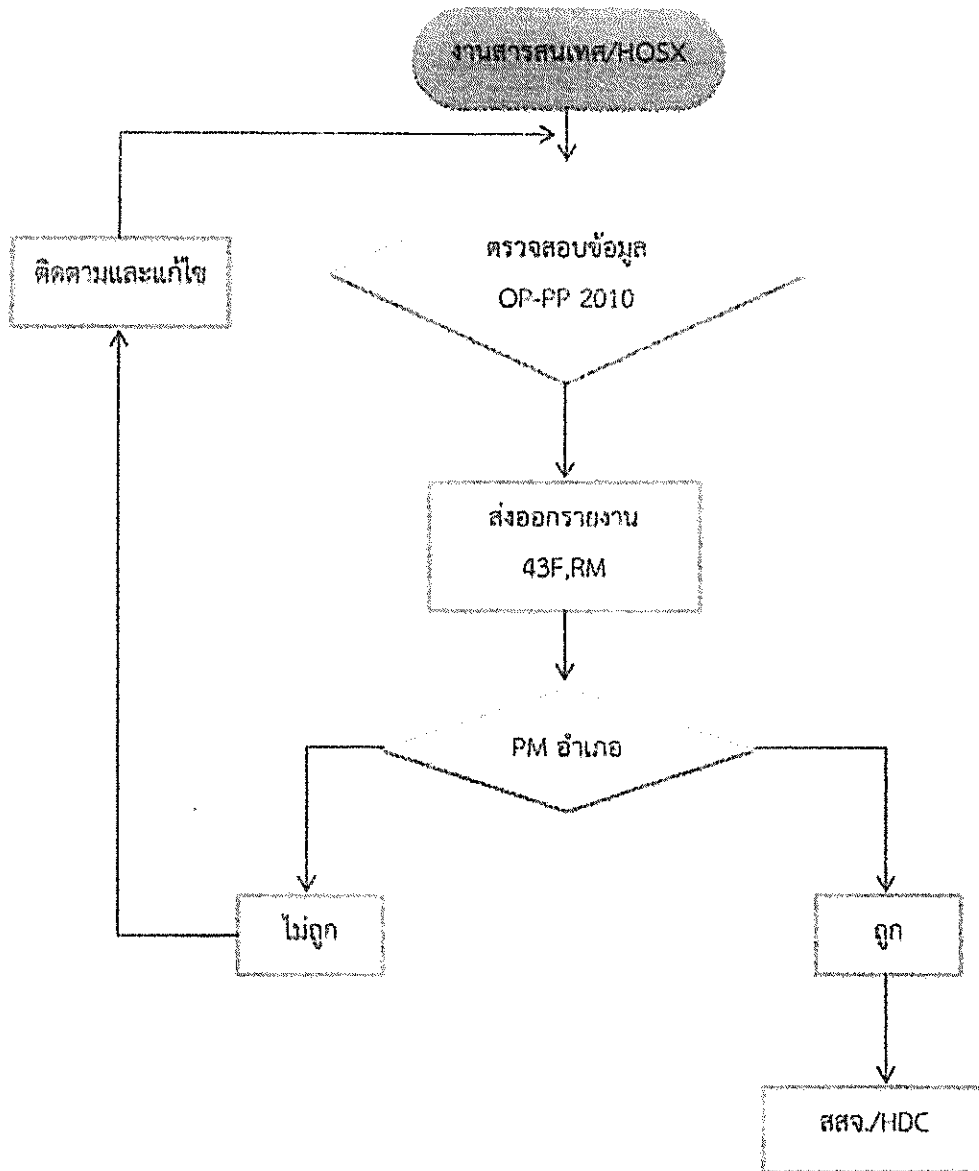 งานสารสนเทศ/HOSX
ติดตามและแก้ไข
ตรวจสอบข้อมูล
OP-PP 2010
ส่งออกรายงาน
43F,RM
PM อำเภอ
ไม่ถูก
ถูก
สสจ./HDC